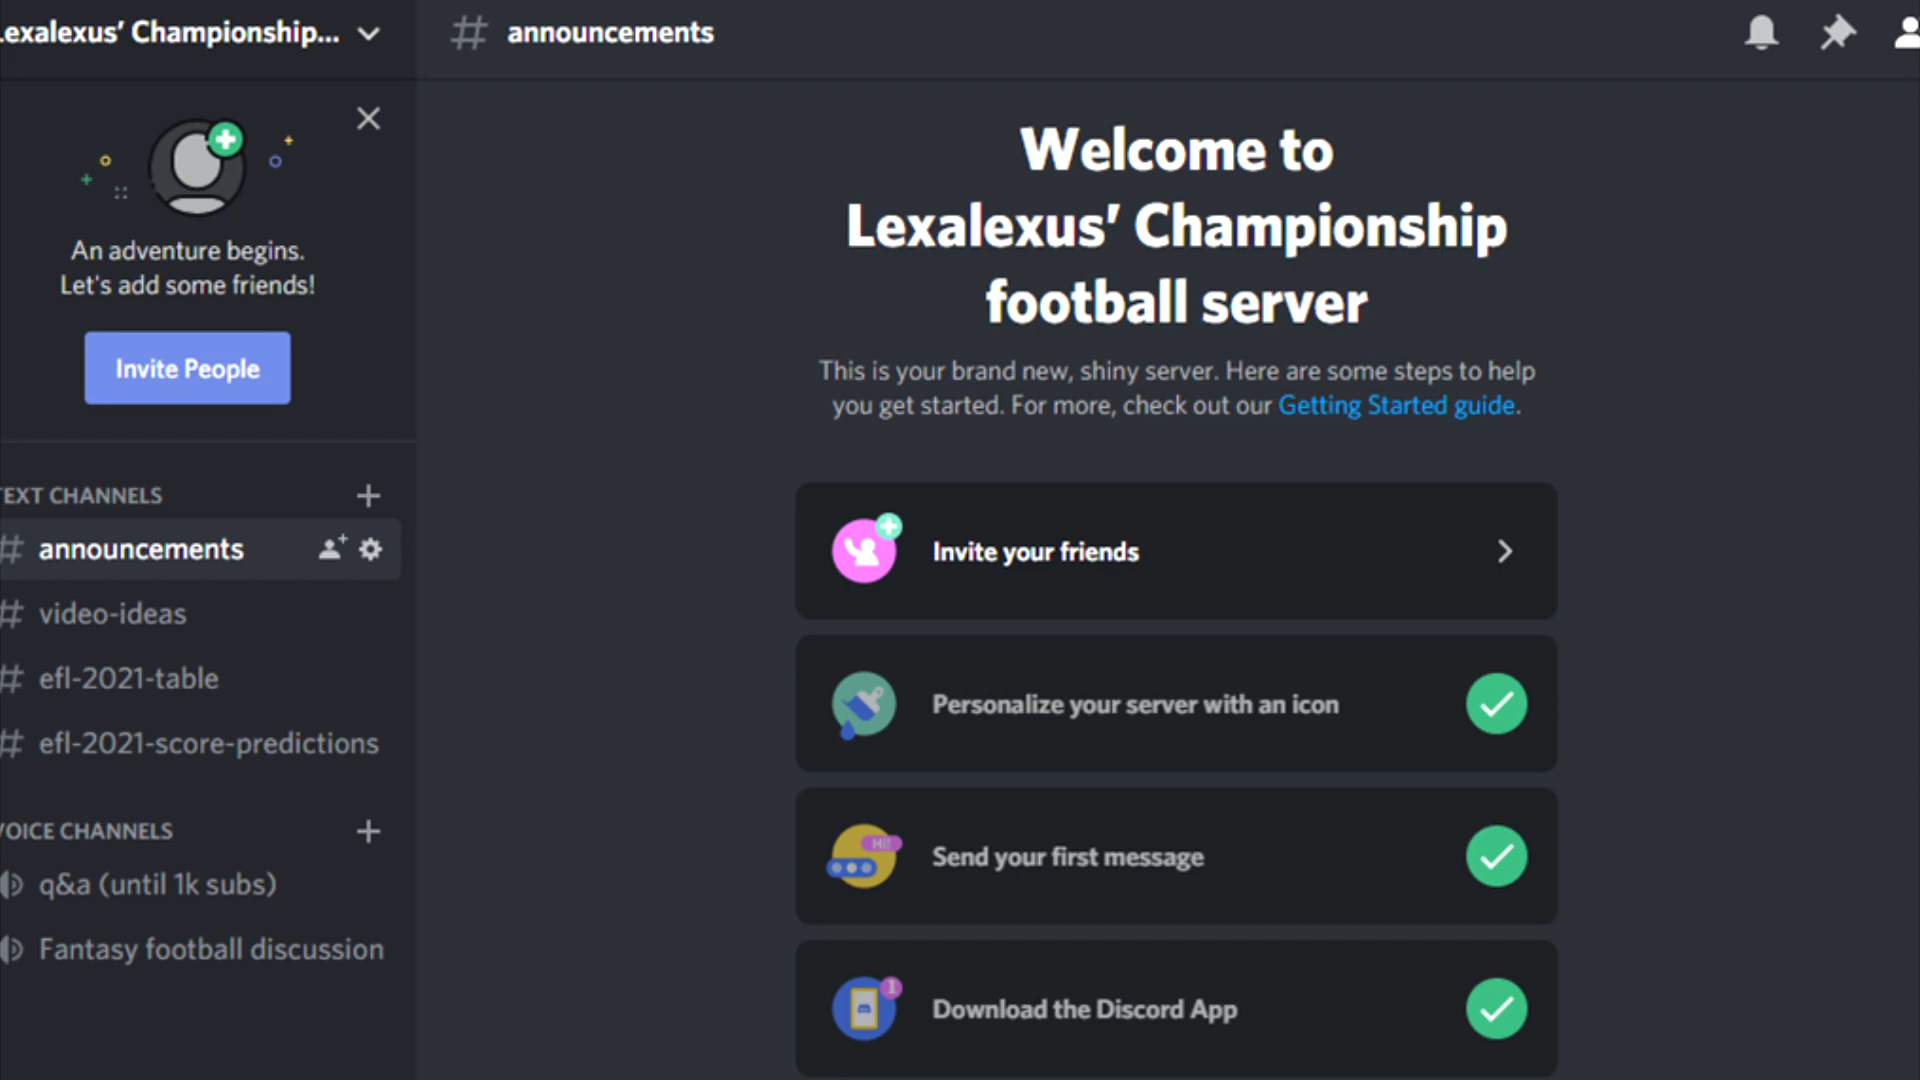 exalexus' Championship...
announcements
An adventure begins.
Let's add some friends!
Invite People
TEXT CHANNELS
announcements
video-ideas
efl-2021-table
efl-2021-score-predictions
VOICE CHANNELS
q&a (until 1k subs)
Fantasy football discussion
Welcome to
Lexalexus' Championship
football server
This is your brand new, shiny server. Here are some steps to help
you get started. For more, check out our Getting Started guide.
Invite your friends
Personalize your server with an icon
HI!
Send your first message
1
Download the Discord App